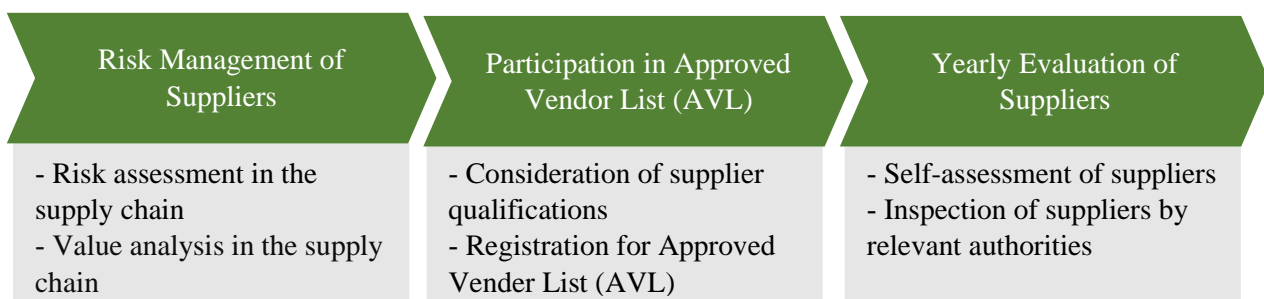 Risk Management of
Suppliers
- Risk assessment in the
supply chain
- Value analysis in the supply
chain
Participation in Approved
Vendor List (AVL)
- Consideration of supplier
qualifications
- Registration for Approved
Vender List (AVL)
Yearly Evaluation of
Suppliers
- Self-assessment of suppliers
- Inspection of suppliers by
relevant authorities